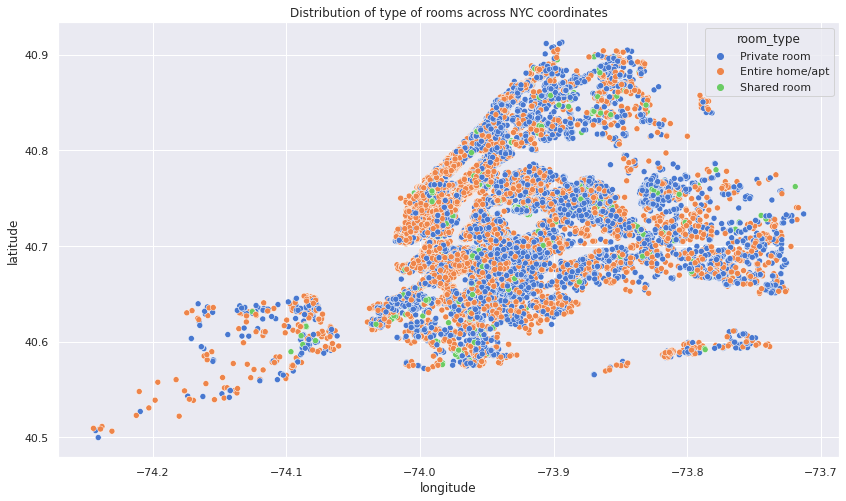 Distribution of type of rooms across NYC coordinates
room_type
Private room
Entire home/apt
Shared room
latitude
40.9
40.8
40.7
40.6
40.5
−74.2 −74.1 −74.0 −73.9 −73.8 −73.7
longitude